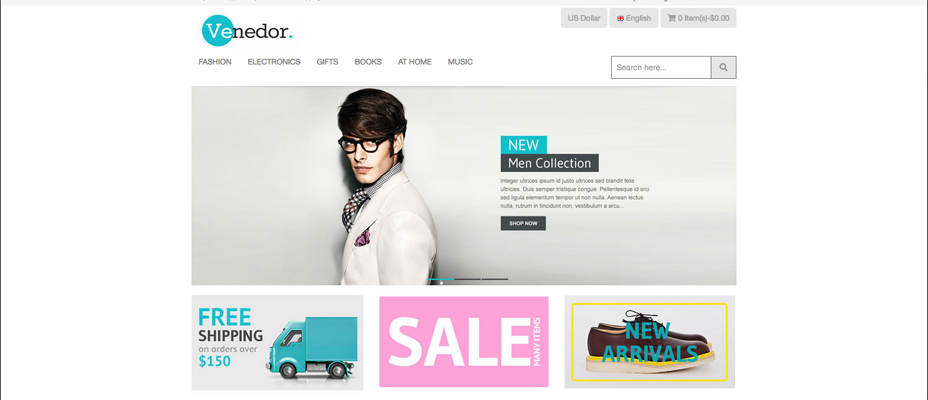 US Dollar
English
0 Item(s)-$0.00
Venedor.
FASHION
ELECTRONICS
GIFTS
BOOKS
AT HOME
MUSIC
Search here...
NEW
Men Collection
Integer ultrices ipsum id justo ultrices sed blandit felis
ultricies. Duis semper tristique congue. Pellentesque id orci
sed ligula elementum tempor ut non nulla. Aenean lectus
nulla, rutrum in tincidunt non, vestibulum a arcu...
SHOP NOW
FREE
SHIPPING
on orders over
$150
SALE
MANY ITEMS
NEW
ARRIVALS